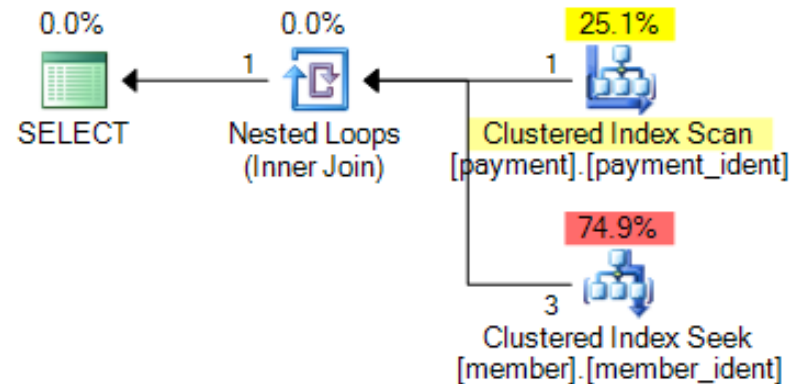 0.0%
0.0%
25.1%
1
1
SELECT
Nested Loops
(Inner Join)
Clustered Index Scan
[payment].[payment_ident]
74.9%
3
Clustered Index Seek
[member].[member_ident]